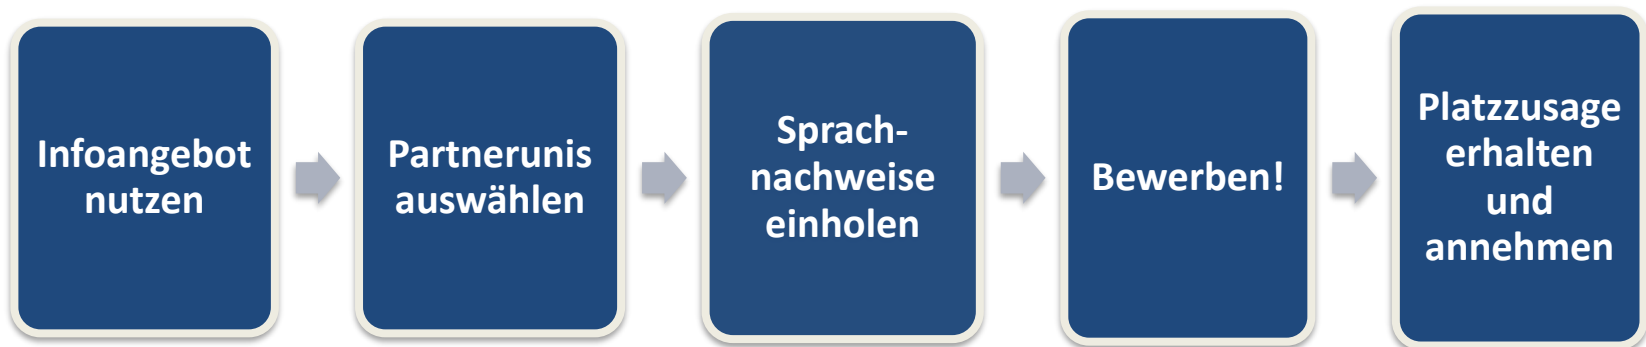 Infoangebot
nutzen
Partnerunis
auswählen
Sprach-
nachweise
einholen
Bewerben!
Platzzusage
erhalten
und
annehmen